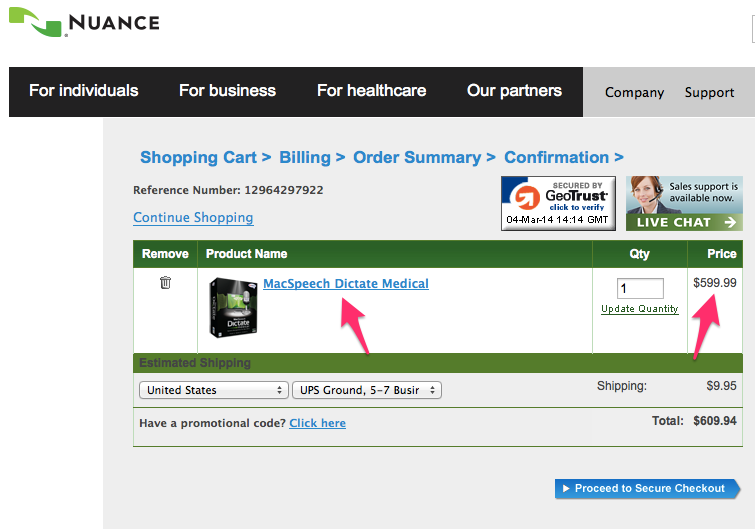 NUANCE
For individuals For business For healthcare Our partners Company Support
Shopping Cart > Billing > Order Summary > Confirmation >
Reference Number: 12964297922
SECURED BY
GeoTrust
click to verify
04-Mar-14 14:14 GMT
Sales support is
available now.
LIVE CHAT
Continue Shopping
Remove Product Name Qty Price
MacSpeech Dictate Medical 1 $599.99
Dictate
Update Quantity
Estimated Shipping
United States UPS Ground, 5-7 Busir Shipping: $9.95
Have a promotional code? Click here Total: $609.94
Proceed to Secure Checkout